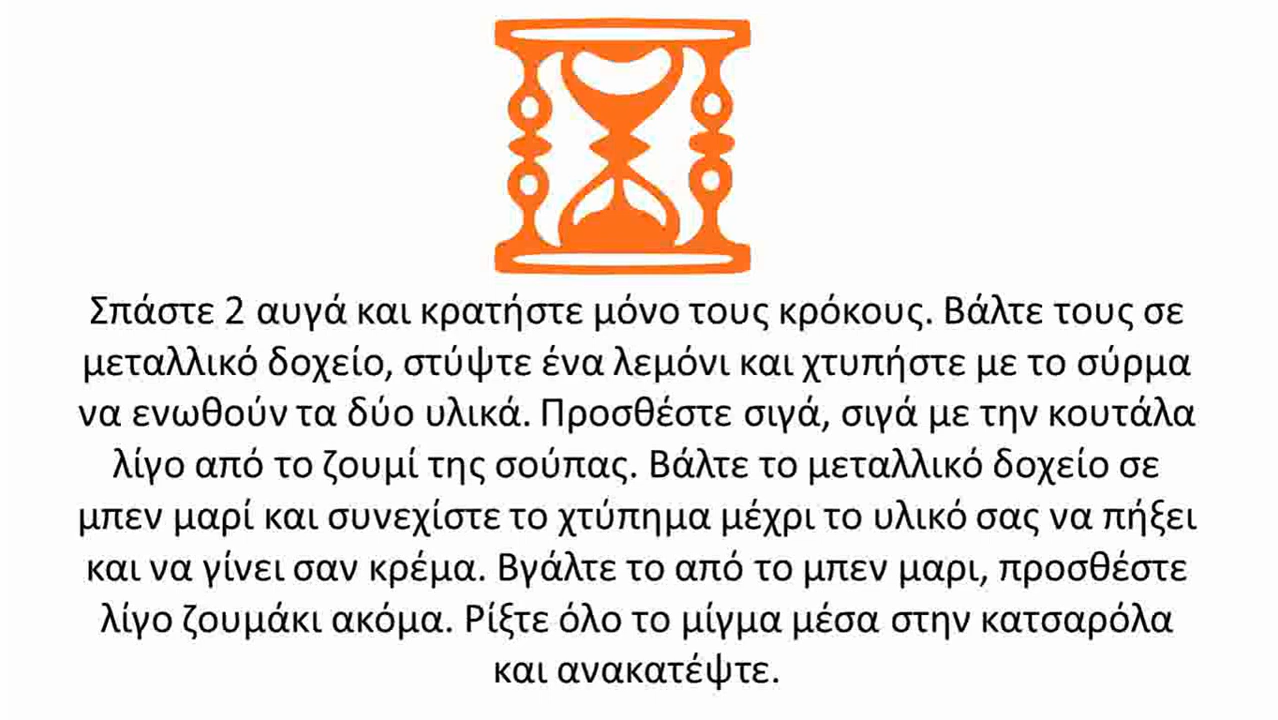 Σπάστε 2 αυγά και κρατήστε μόνο τους κρόκους. Βάλτε τους σε
μεταλλικό δοχείο, στύψτε ένα λεμόνι και χτυπήστε με το σύρμα
να ενωθούν τα δύο υλικά. Προσθέστε σιγά, σιγά με την κουτάλα
λίγο από το ζουμί της σούπας. Βάλτε το μεταλλικό δοχείο σε
μπεν μαρί και συνεχίστε το χτύπημα μέχρι το υλικό σας να πήξει
και να γίνει σαν κρέμα. Βγάλτε το από το μπεν μαρι, προσθέστε
λίγο ζουμάκι ακόμα. Ρίξτε όλο το μίγμα μέσα στην κατσαρόλα
και ανακατέψτε.